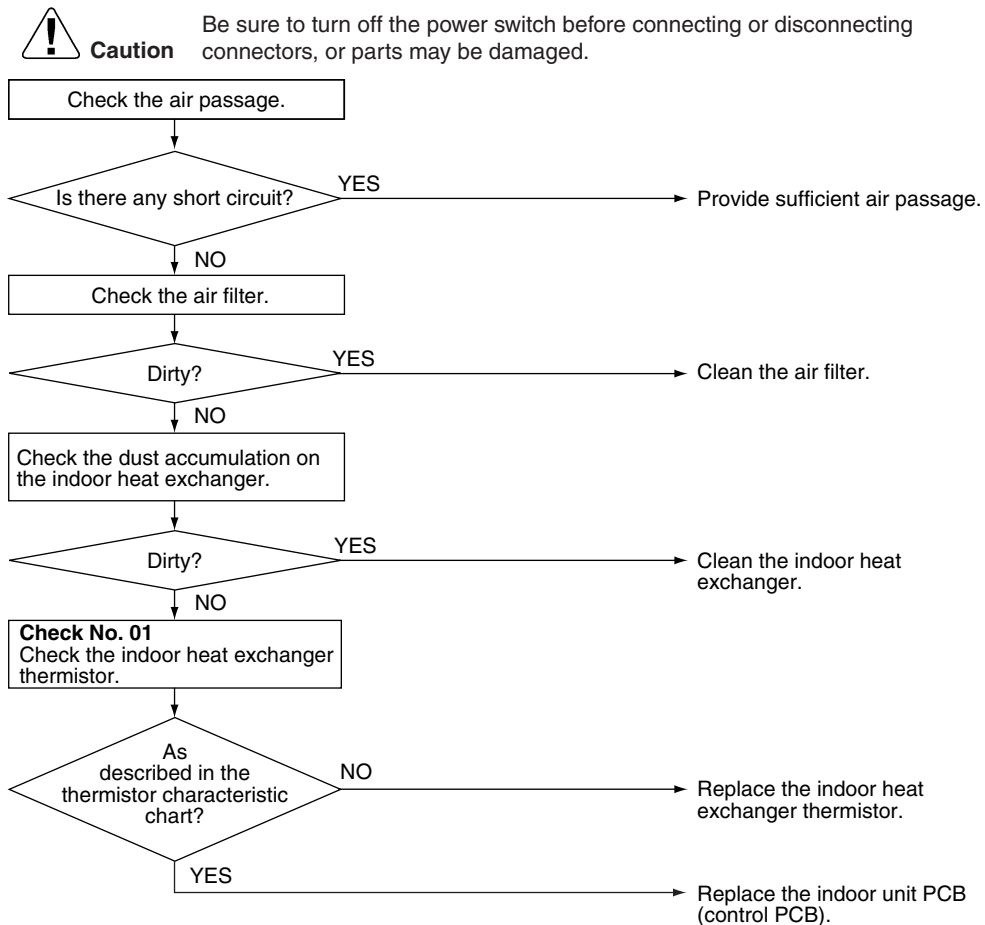 Be sure to turn off the power switch before connecting or disconnecting
Caution connectors, or parts may be damaged.
Check the air passage.
Is there any short circuit?
YES
Provide sufficient air passage.
NO
Check the air filter.
Dirty?
YES
Clean the air filter.
NO
Check the dust accumulation on
the indoor heat exchanger.
Dirty?
YES
Clean the indoor heat
exchanger.
NO
Check No. 01
Check the indoor heat exchanger
thermistor.
As
described in the
thermistor characteristic
chart?
NO
Replace the indoor heat
exchanger thermistor.
YES
Replace the indoor unit PCB
(control PCB).